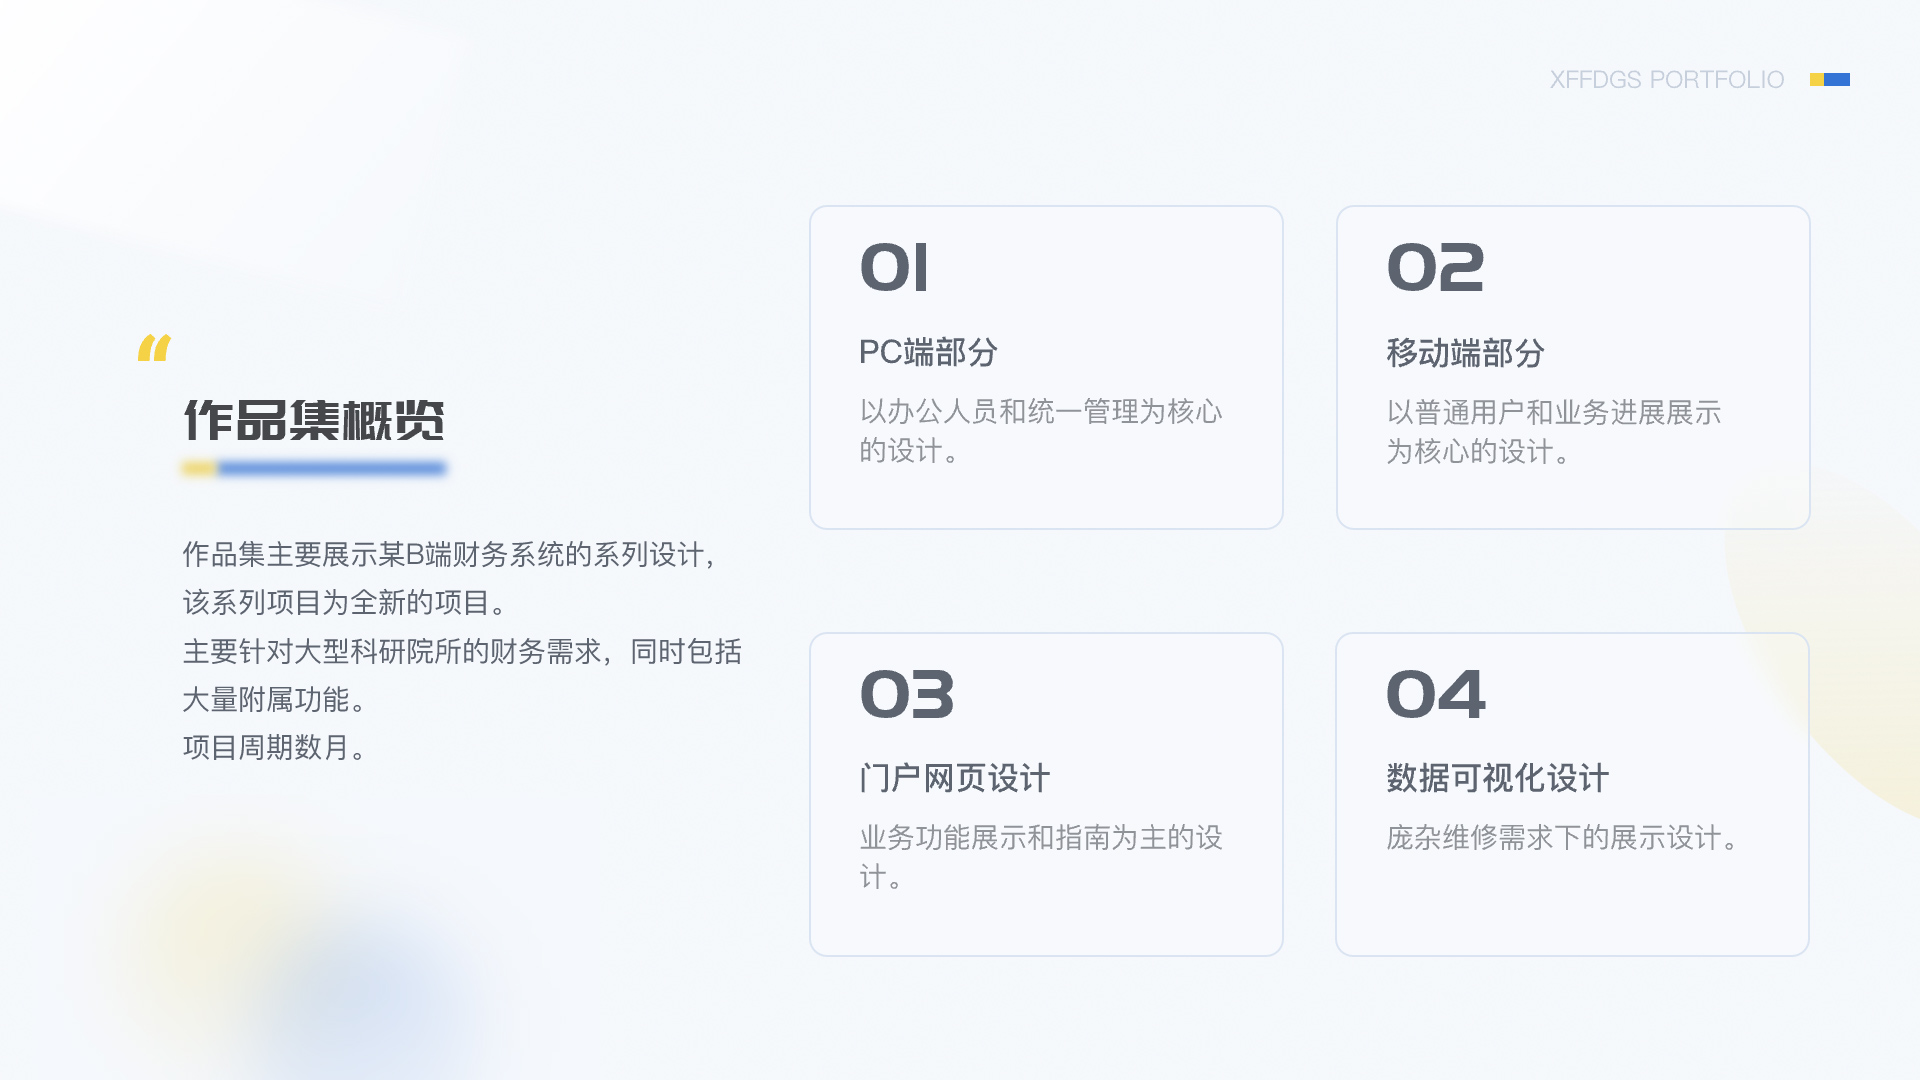 XFFDGS PORTFOLIO
“
作品集概览
作品集主要展示某B端财务系统的系列设计，
该系列项目为全新的项目。
主要针对大型科研院所的财务需求，同时包括
大量附属功能。
项目周期数月。
01
PC端部分
以办公人员和统一管理为核心
的设计。
02
移动端部分
以普通用户和业务进展展示
为核心的设计。
03
门户网页设计
业务功能展示和指南为主的设
计。
04
数据可视化设计
庞杂维修需求下的展示设计。